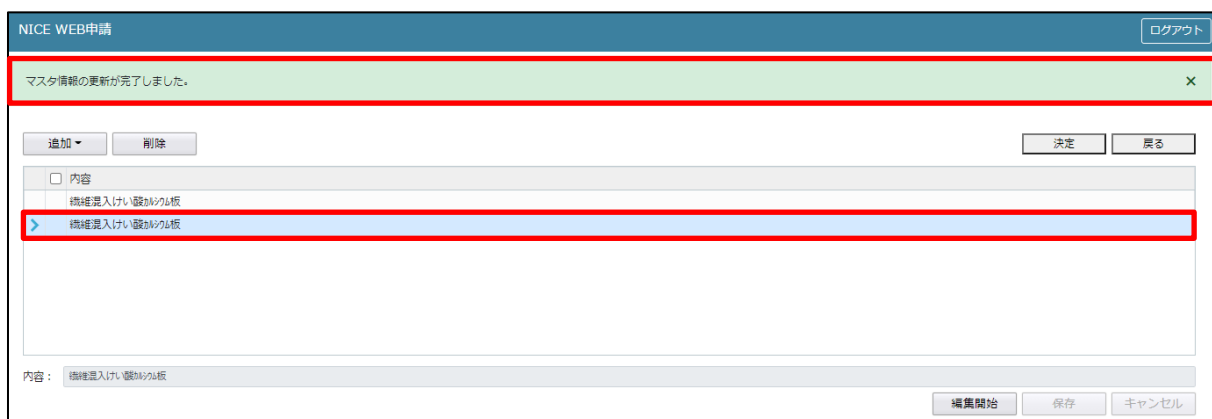 NICE WEB申請
ログアウト
マスタ情報の更新が完了しました。
×
追加
削除
決定
戻る
内容
繊維混入けい酸ｶﾙｼｳﾑ板
繊維混入けい酸ｶﾙｼｳﾑ板
内容：
繊維混入けい酸ｶﾙｼｳﾑ板
編集開始
保存
キャンセル